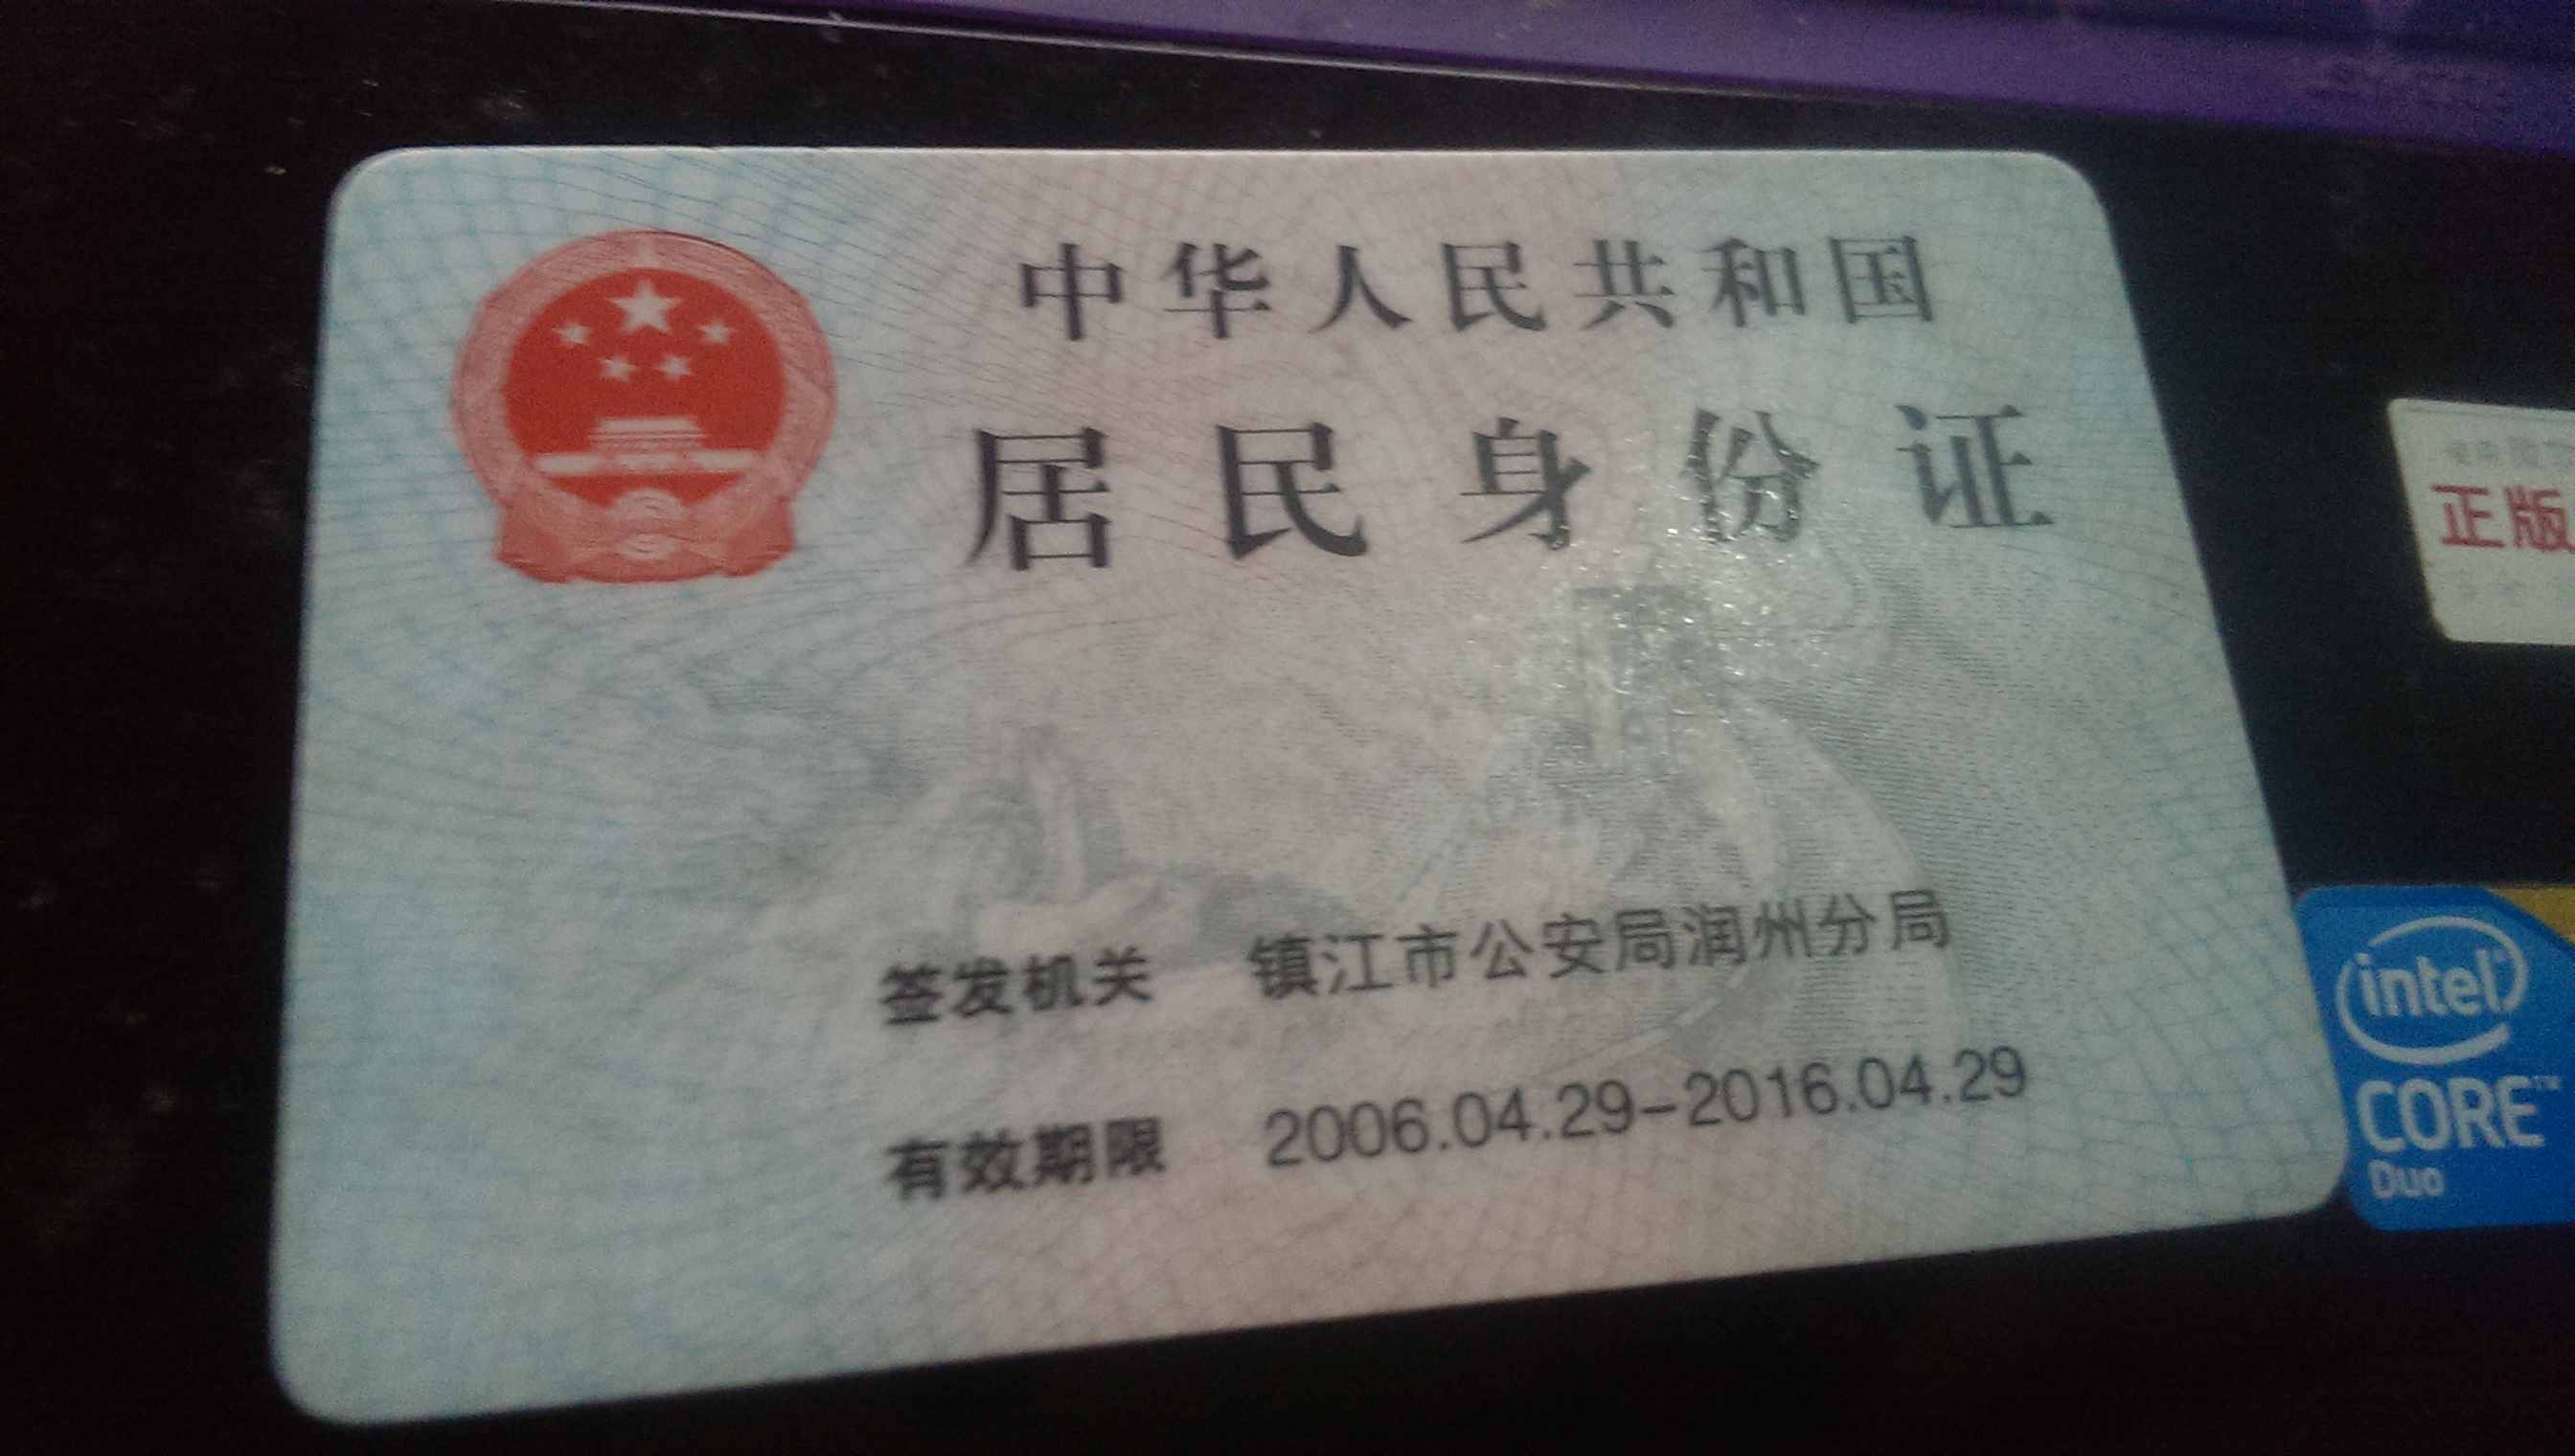 中华人民共和国
居民身份证
签发机关 镇江市公安局润州分局
有效期限 2006.04.29-2016.04.29
正版
intel
CORE™
Duo